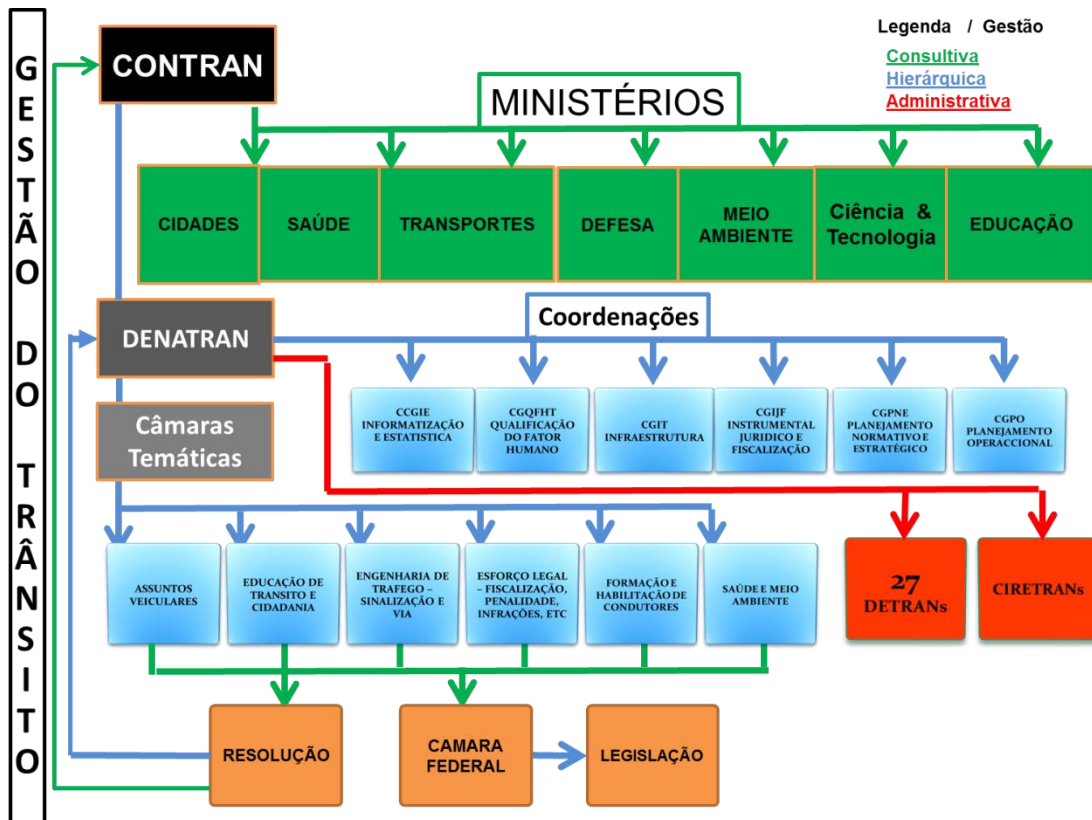 GESTÃO DO TRÂNSITO
CONTRAN
Legenda / Gestão
Consultiva
Hierárquica
Administrativa
MINISTÉRIOS
CIDADES
SAÚDE
TRANSPORTES
DEFESA
MEIO
AMBIENTE
Ciência &
Tecnologia
EDUCAÇÃO
DENATRAN
Coordenações
CCGIE
INFORMATIZAÇÃO
E ESTATISTICA
CGQFHT
QUALIFICAÇÃO
DO FATOR
HUMANO
CGIT
INFRAESTRUTURA
CGIJF
INSTRUMENTAL
JURIDICO E
FISCALIZAÇÃO
CGPNE
PLANEJAMENTO
NORMATIVO E
ESTRATÉGICO
CGPO
PLANEJAMENTO
OPERACCIONAL
Câmaras
Temáticas
ASSUNTOS
VEICULARES
EDUCAÇÃO DE
TRANSITO E
CIDADANIA
ENGENHARIA DE
TRAFEGO –
SINALIZAÇÃO E
VIA
ESFORÇO LEGAL
– FISCALIZAÇÃO,
PENALIDADE,
INFRAÇÕES, ETC
FORMAÇÃO E
HABILITAÇÃO DE
CONDUTORES
SAÚDE E MEIO
AMBIENTE
27
DETRANs
CIRETRANs
RESOLUÇÃO
CAMARA
FEDERAL
LEGISLAÇÃO